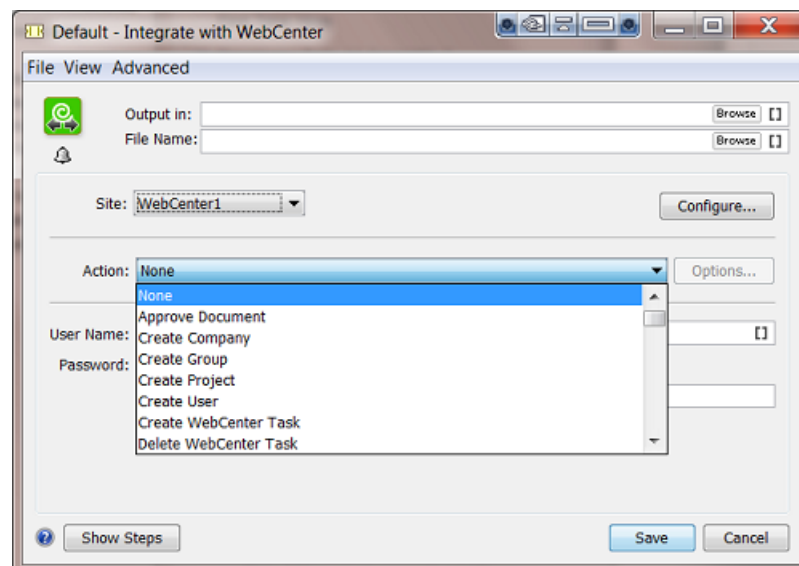 Default - Integrate with WebCenter
File View Advanced
Output in: Browse []
File Name: Browse []
Site: WebCenter1 Configure...
Action: None Options...
None
Approve Document
Create Company
User Name: []
Create Group
Password:
Create Project
Create User
Create WebCenter Task
Delete WebCenter Task
? Show Steps Save Cancel